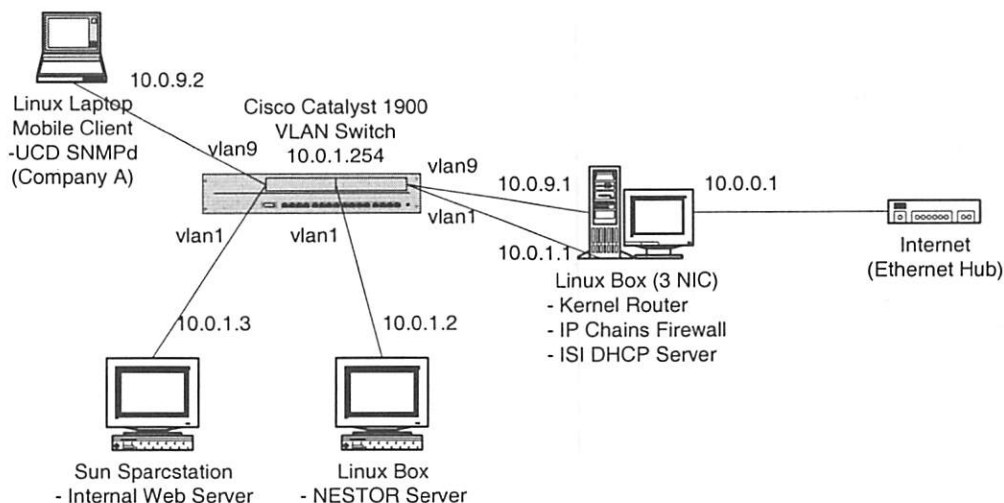 10.0.9.2
Linux Laptop
Mobile Client
-UCD SNMPd
(Company A)
Cisco Catalyst 1900
VLAN Switch
10.0.1.254
vlan9
vlan9
vlan1
vlan1
vlan1
10.0.9.1
10.0.1.1
10.0.0.1
Linux Box (3 NIC)
- Kernel Router
- IP Chains Firewall
- ISI DHCP Server
Internet
(Ethernet Hub)
10.0.1.3
10.0.1.2
Sun Sparcstation
- Internal Web Server
Linux Box
- NESTOR Server